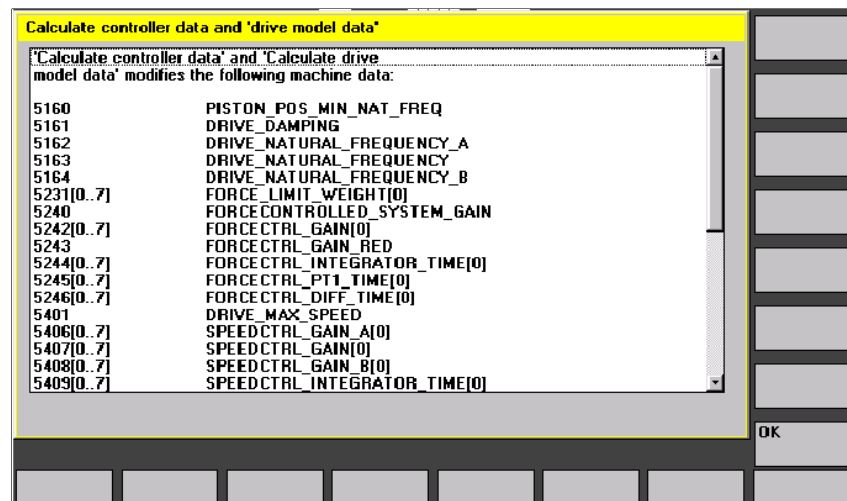 Calculate controller data and 'drive model data'
'Calculate controller data' and 'Calculate drive
model data' modifies the following machine data:
5160 PISTON_POS_MIN_NAT_FREQ
5161 DRIVE_DAMPING
5162 DRIVE_NATURAL_FREQUENCY_A
5163 DRIVE_NATURAL_FREQUENCY
5164 DRIVE_NATURAL_FREQUENCY_B
5231[0..7] FORCE_LIMIT_WEIGHT[0]
5240 FORCECONTROLLED_SYSTEM_GAIN
5242[0..7] FORCECTRL_GAIN[0]
5243 FORCECTRL_GAIN_RED
5244[0..7] FORCECTRL_INTEGRATOR_TIME[0]
5245[0..7] FORCECTRL_PT1_TIME[0]
5246[0..7] FORCECTRL_DIFF_TIME[0]
5401 DRIVE_MAX_SPEED
5406[0..7] SPEEDCTRL_GAIN_A[0]
5407[0..7] SPEEDCTRL_GAIN[0]
5408[0..7] SPEEDCTRL_GAIN_B[0]
5409[0..7] SPEEDCTRL_INTEGRATOR_TIME[0]
OK